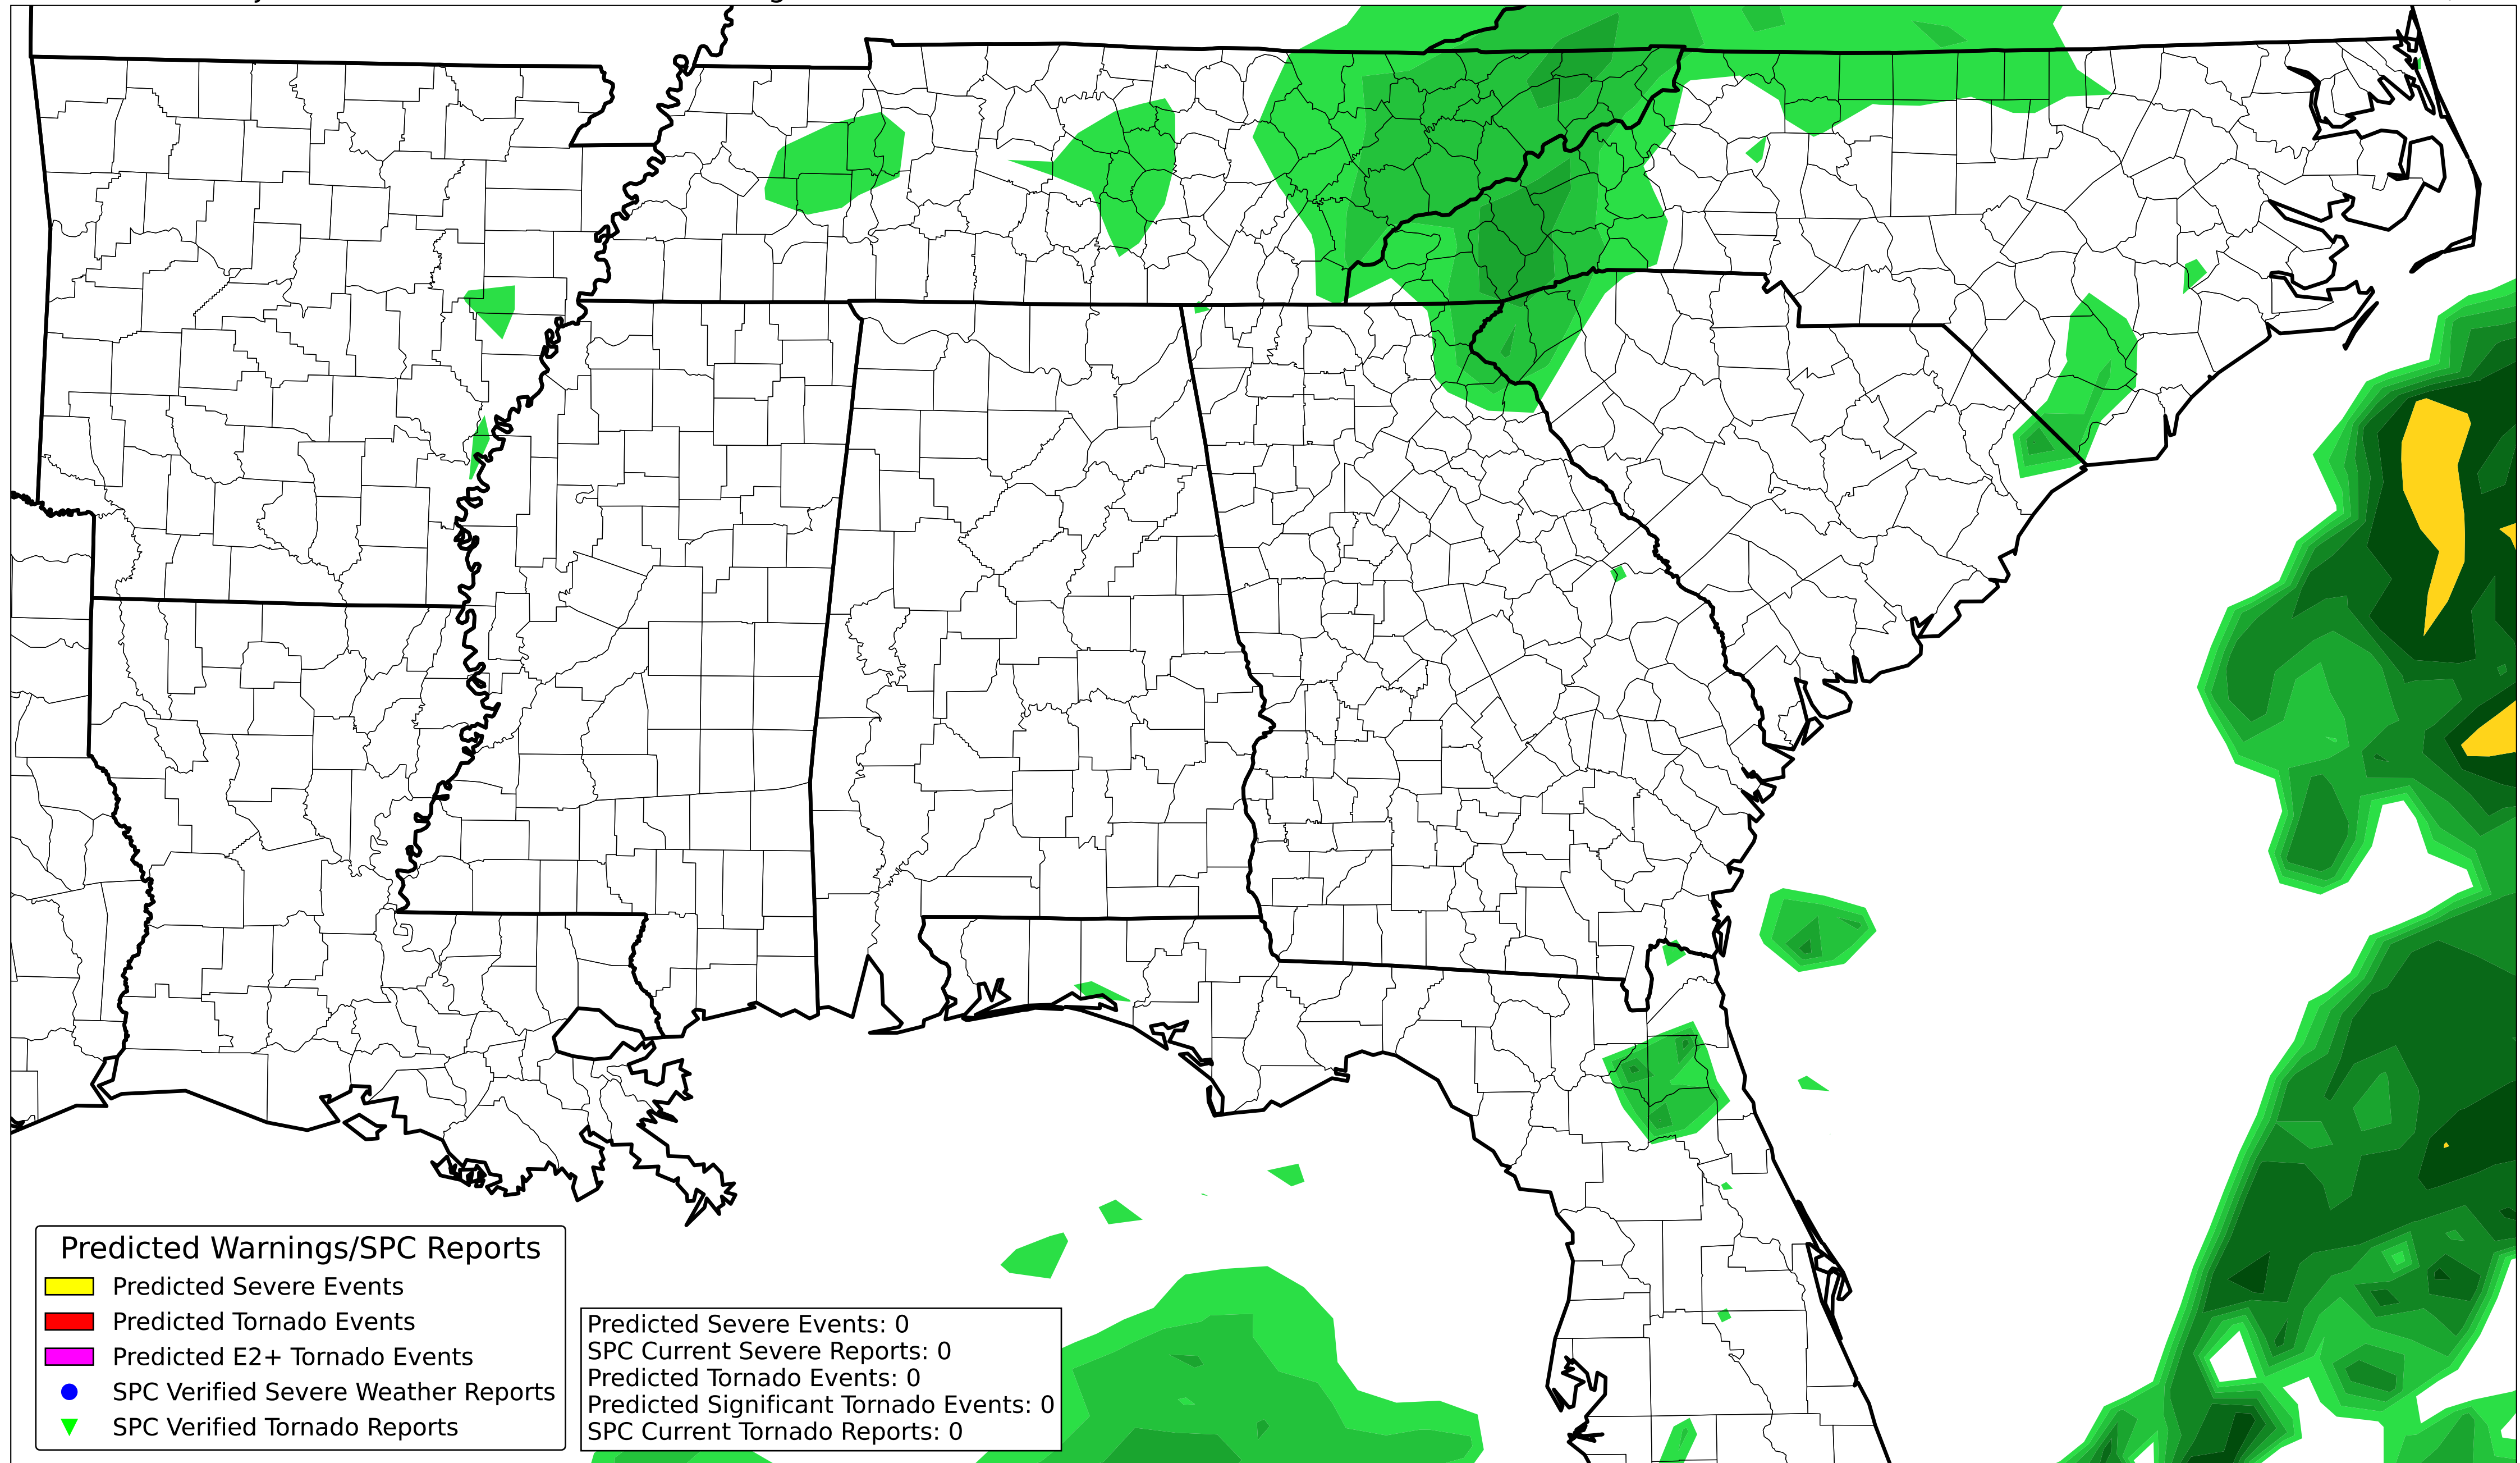 Predicted Warnings/SPC Reports
Predicted Severe Events
Predicted Tornado Events
Predicted E2+ Tornado Events
SPC Verified Severe Weather Reports
SPC Verified Tornado Reports
Predicted Severe Events: 0
SPC Current Severe Reports: 0
Predicted Tornado Events: 0
Predicted Significant Tornado Events: 0
SPC Current Tornado Reports: 0